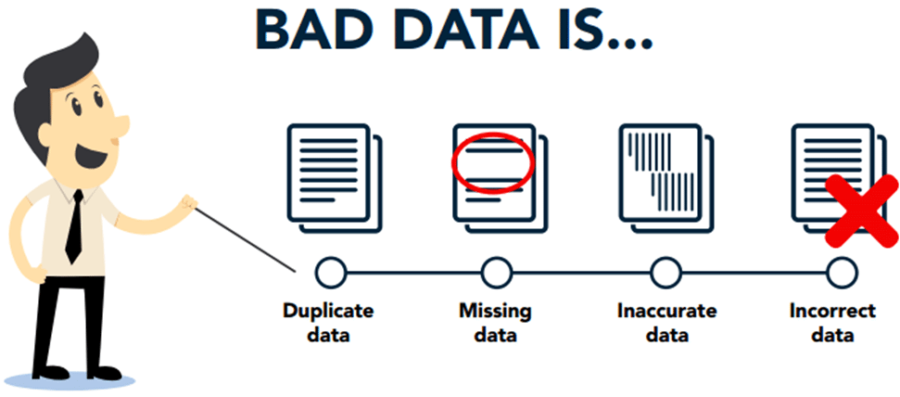 BAD DATA IS...
Duplicate
data
Missing
data
Inaccurate
data
Incorrect
data